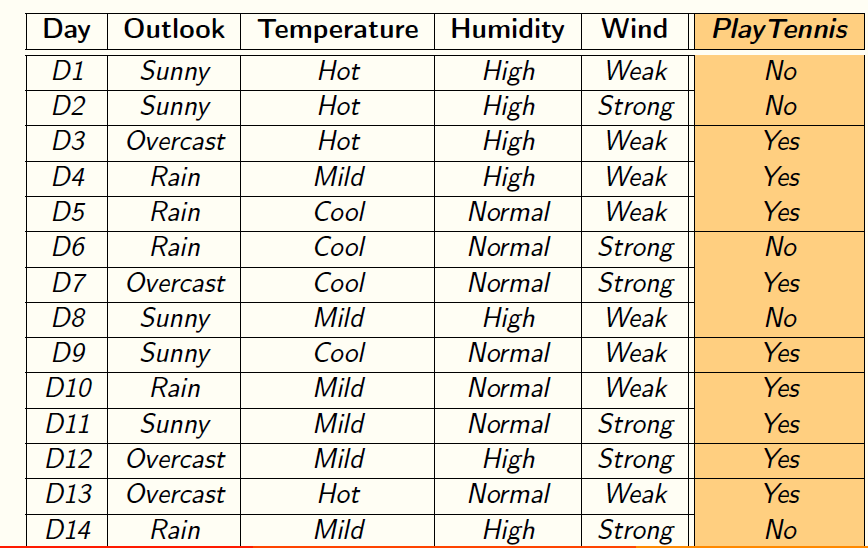 Day Outlook Temperature Humidity Wind PlayTennis
D1 Sunny Hot High Weak No
D2 Sunny Hot High Strong No
D3 Overcast Hot High Weak Yes
D4 Rain Mild High Weak Yes
D5 Rain Cool Normal Weak Yes
D6 Rain Cool Normal Strong No
D7 Overcast Cool Normal Strong Yes
D8 Sunny Mild High Weak No
D9 Sunny Cool Normal Weak Yes
D10 Rain Mild Normal Weak Yes
D11 Sunny Mild Normal Strong Yes
D12 Overcast Mild High Strong Yes
D13 Overcast Hot Normal Weak Yes
D14 Rain Mild High Strong No